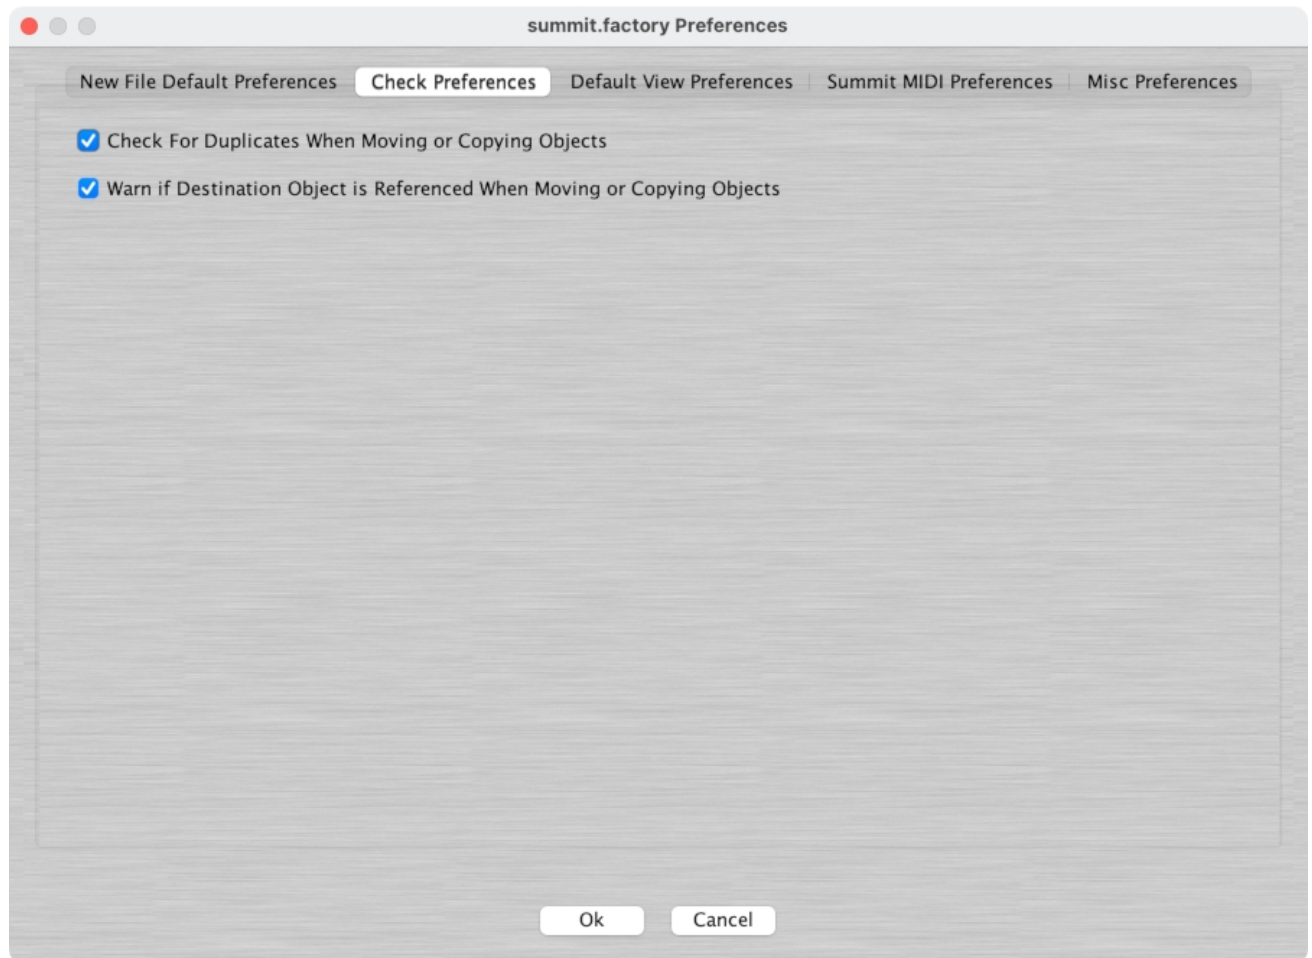 summit.factory Preferences
New File Default Preferences Check Preferences Default View Preferences Summit MIDI Preferences Misc Preferences
Check For Duplicates When Moving or Copying Objects
Warn if Destination Object is Referenced When Moving or Copying Objects
Ok Cancel